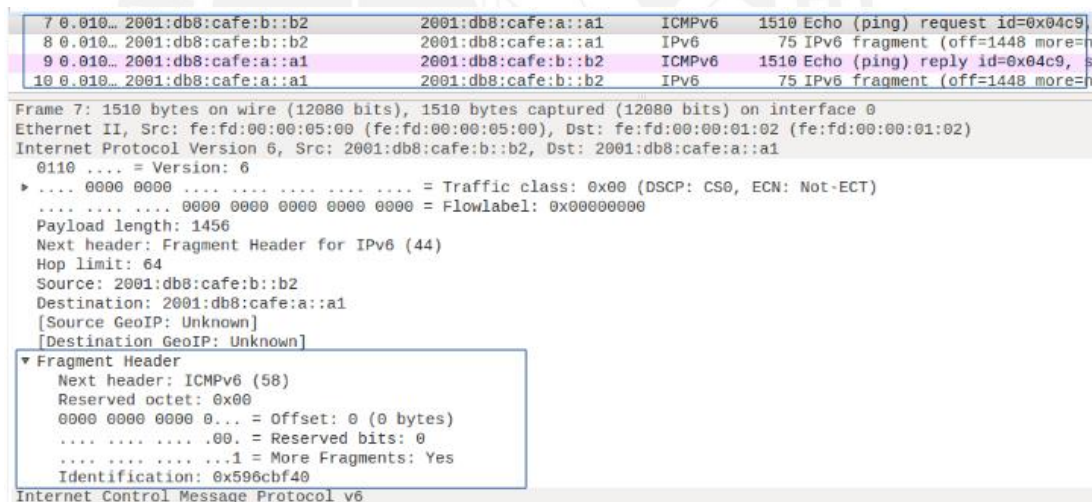 7 0.010… 2001:db8:cafe:b::b2 2001:db8:cafe:a::a1 ICMPv6 1510 Echo (ping) request id=0x04c9,
8 0.010… 2001:db8:cafe:b::b2 2001:db8:cafe:a::a1 IPv6 75 IPv6 fragment (off=1448 more=
9 0.010… 2001:db8:cafe:a::a1 2001:db8:cafe:b::b2 ICMPv6 1510 Echo (ping) reply id=0x04c9,
10 0.010… 2001:db8:cafe:a::a1 2001:db8:cafe:b::b2 IPv6 75 IPv6 fragment (off=1448 more=
Frame 7: 1510 bytes on wire (12080 bits), 1510 bytes captured (12080 bits) on interface 0
Ethernet II, Src: fe:fd:00:00:05:00 (fe:fd:00:00:05:00), Dst: fe:fd:00:00:01:02 (fe:fd:00:00:01:02)
Internet Protocol Version 6, Src: 2001:db8:cafe:b::b2, Dst: 2001:db8:cafe:a::a1
0110 .... = Version: 6
.... 0000 0000 .... .... .... .... .... = Traffic class: 0x00 (DSCP: CS0, ECN: Not-ECT)
.... .... .... 0000 0000 0000 0000 0000 = Flowlabel: 0x00000000
Payload length: 1456
Next header: Fragment Header for IPv6 (44)
Hop limit: 64
Source: 2001:db8:cafe:b::b2
Destination: 2001:db8:cafe:a::a1
[Source GeoIP: Unknown]
[Destination GeoIP: Unknown]
Fragment Header
Next header: ICMPv6 (58)
Reserved octet: 0x00
0000 0000 0000 0... = Offset: 0 (0 bytes)
.... .... .... .00. = Reserved bits: 0
.... .... .... ...1 = More Fragments: Yes
Identification: 0x596cbf40
Internet Control Message Protocol v6